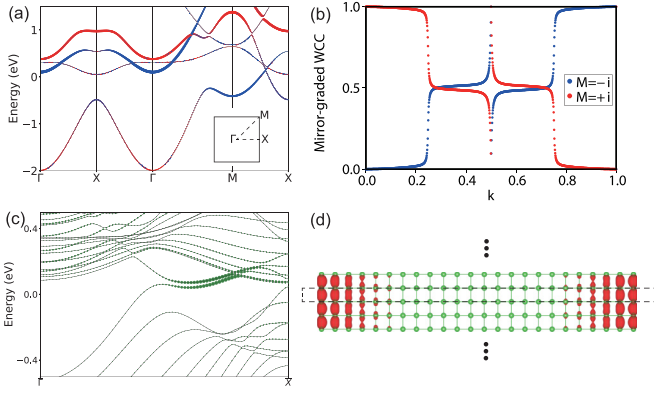 (a)
Energy (eV)
1
0
−1
−2
Γ
X
Γ
M
X
M
Γ
X
(b)
Mirror-graded WCC
1.0
0.5
0.0
0.0
0.2
0.4
0.6
0.8
1.0
k
M=−i
M=+i
(c)
Energy (eV)
0.4
0.0
−0.4
Γ
X
(d)